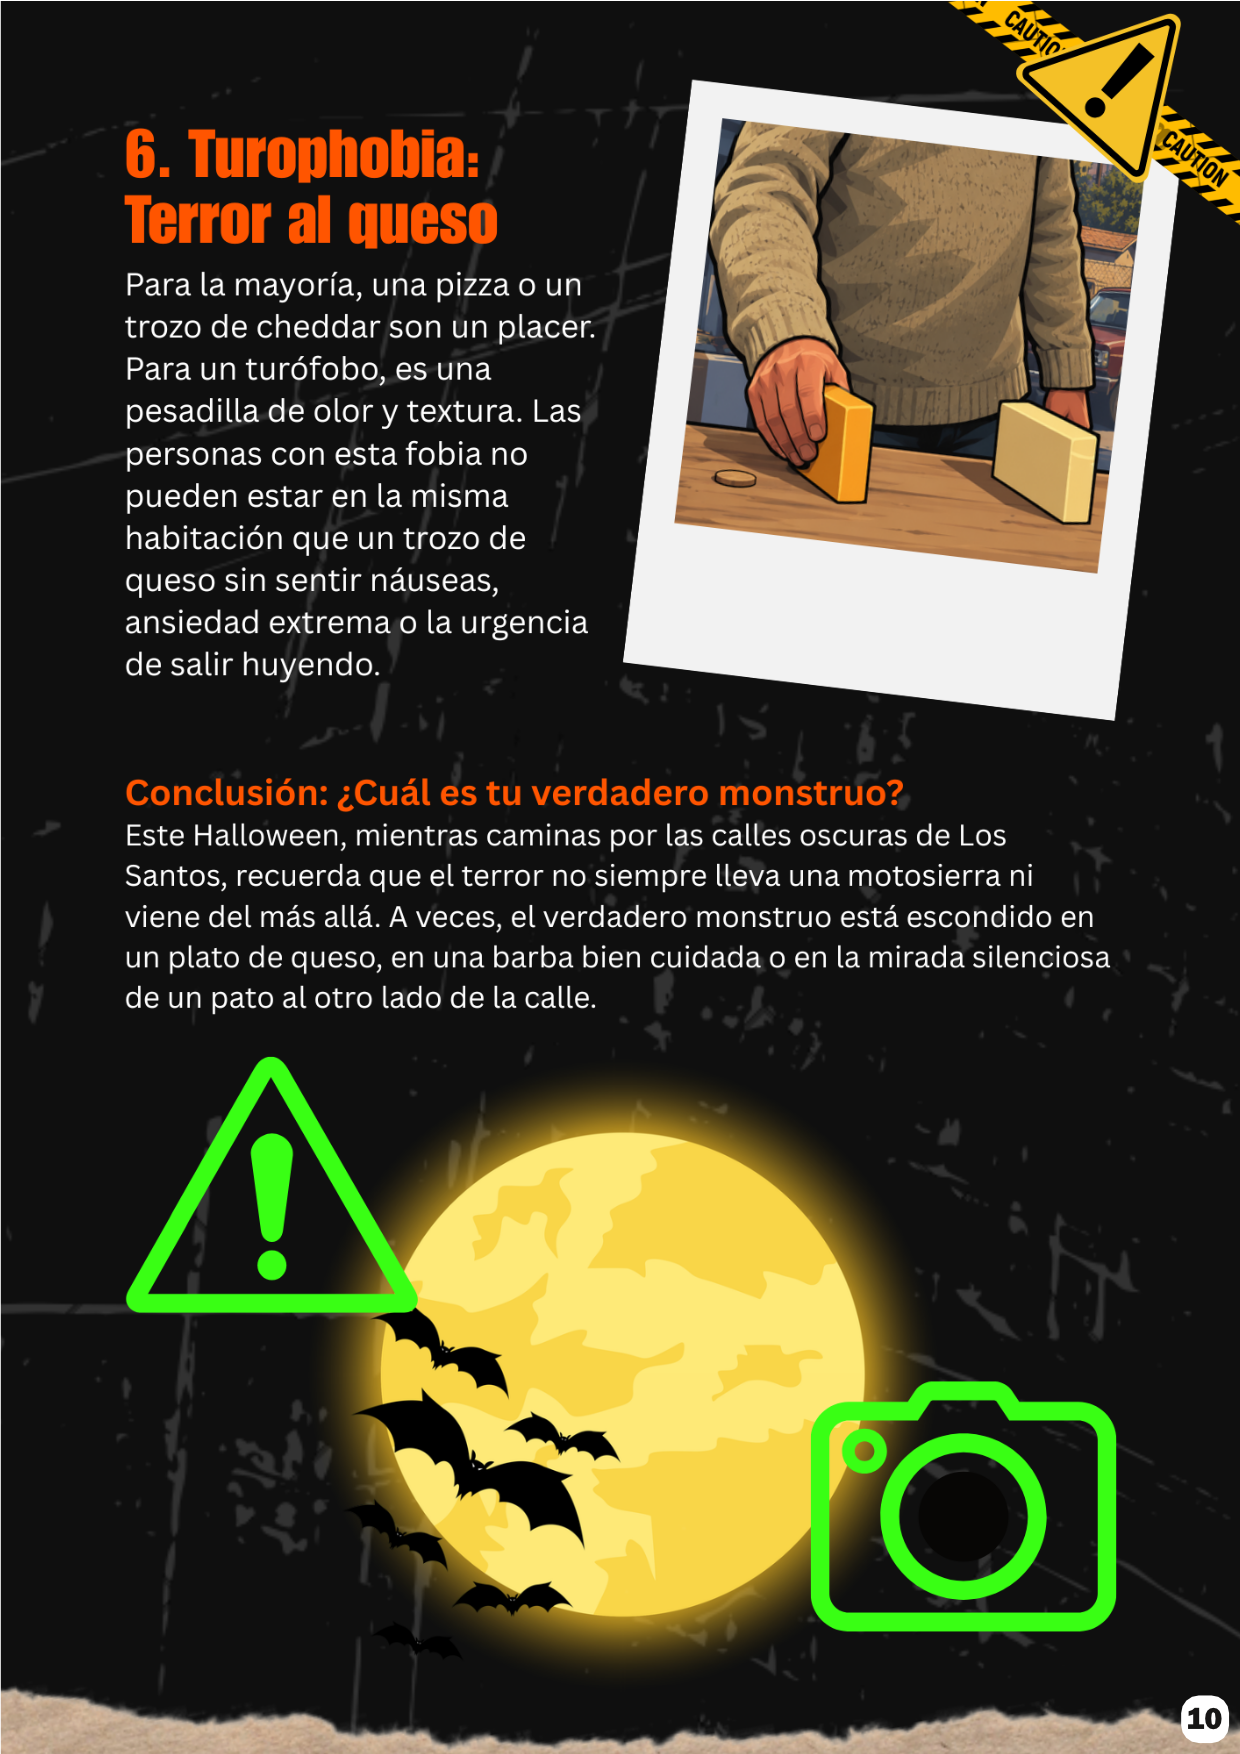 CAUTION
CAUTION
6. Turophobia:
Terror al queso
Para la mayoría, una pizza o un
trozo de cheddar son un placer.
Para un turófobo, es una
pesadilla de olor y textura. Las
personas con esta fobia no
pueden estar en la misma
habitación que un trozo de
queso sin sentir náuseas,
ansiedad extrema o la urgencia
de salir huyendo.
Conclusión: ¿Cuál es tu verdadero monstruo?
Este Halloween, mientras caminas por las calles oscuras de Los
Santos, recuerda que el terror no siempre lleva una motosierra ni
viene del más allá. A veces, el verdadero monstruo está escondido en
un plato de queso, en una barba bien cuidada o en la mirada silenciosa
de un pato al otro lado de la calle.
10